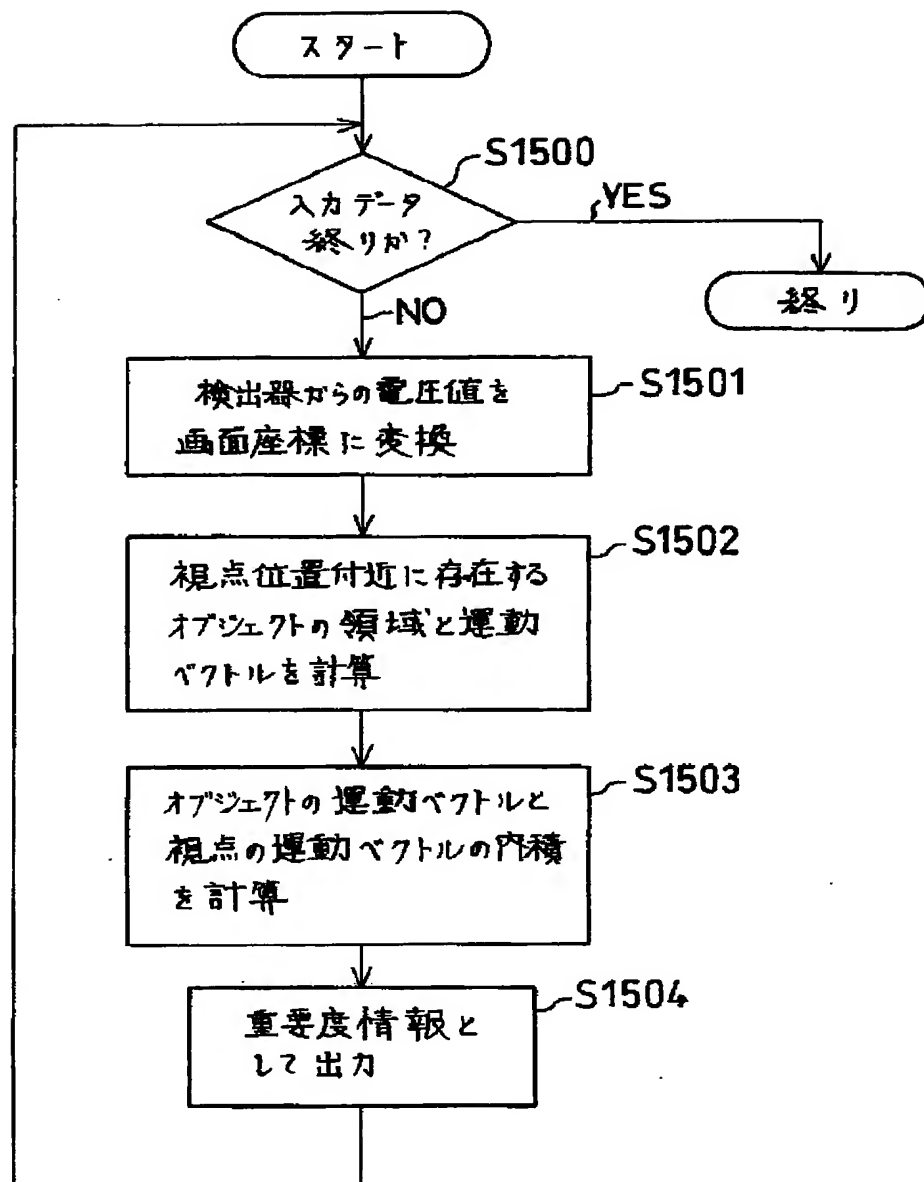 スタート
S1500
入力データ
終りか?
YES
終り
NO
S1501
検出器からの電圧値を
画面座標に変換
S1502
視点位置付近に存在する
オブジェクトの領域と運動
ベクトルを計算
S1503
オブジェクトの運動ベクトルと
視点の運動ベクトルの内積
を計算
S1504
重要度情報と
して出力